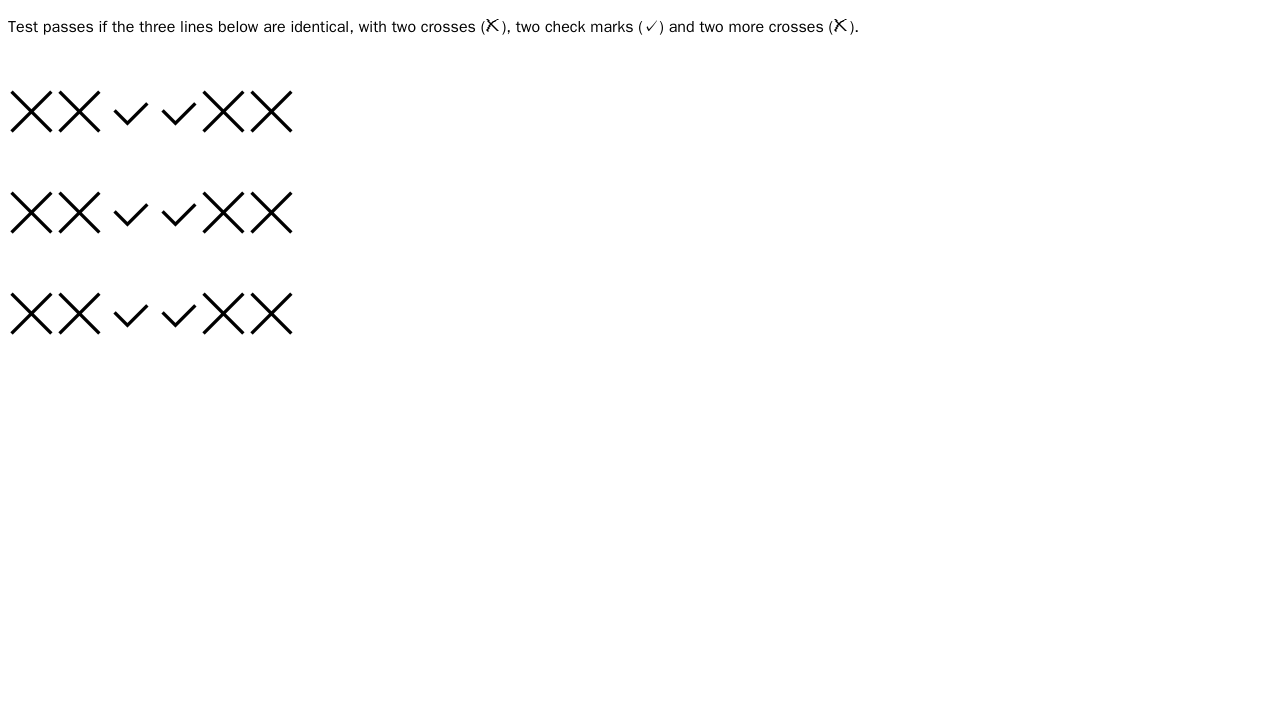 Test passes if the three lines below are identical, with two crosses (✗), two check marks (✓) and two more crosses (✗).
╳╳✓✓╳╳
╳╳✓✓╳╳
╳╳✓✓╳╳